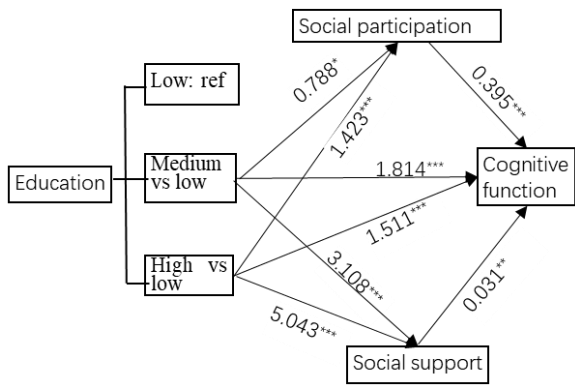 Social participation
Low: ref
0.788*
0.395***
1.423***
Education
Medium
vs low
1.814***
Cognitive
function
1.511***
High vs
low
3.108***
0.031**
5.043***
Social support